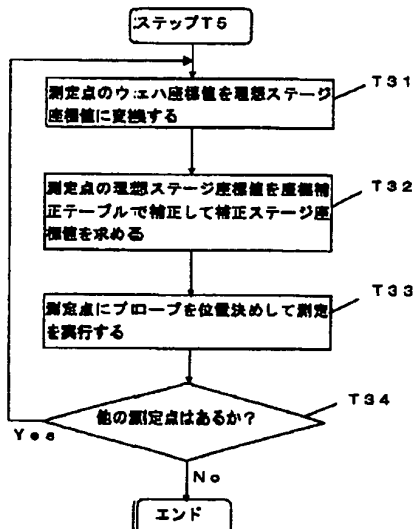 ステップT5
測定点のウェハ座標値を理想ステージ
座標値に変換する
T31
測定点の理想ステージ座標値を座標補
正テーブルで補正して補正ステージ座
標値を求める
T32
測定点にプローブを位置決めして測定
を実行する
T33
他の測定点はあるか？
T34
Yes
No
エンド